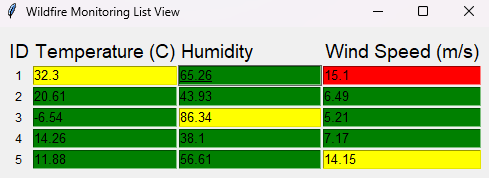 Wildfire Monitoring List View
ID Temperature (C) Humidity Wind Speed (m/s)
1 32.3 65.26 15.1
2 20.61 43.93 6.49
3 -6.54 86.34 5.21
4 14.26 38.1 7.17
5 11.88 56.61 14.15